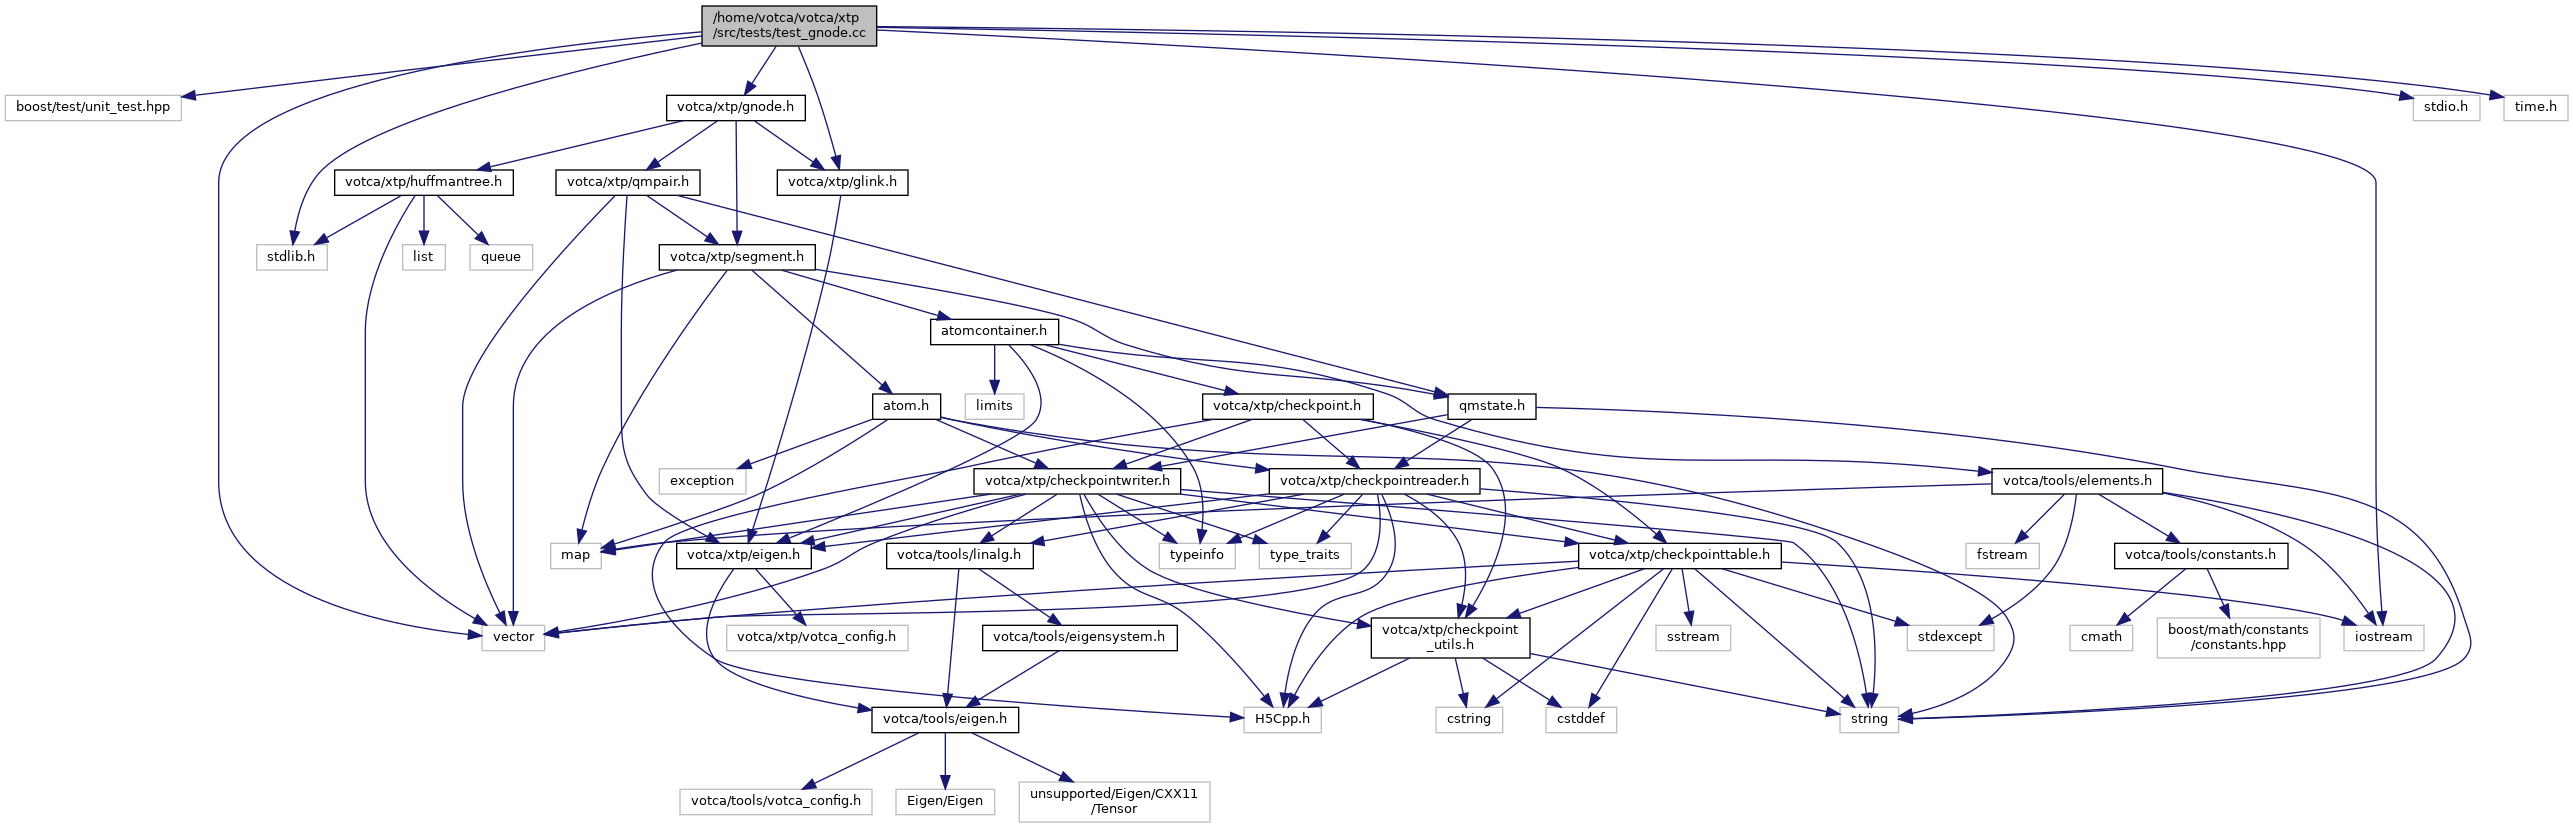 /home/votca/votca/xtp
/src/tests/test_gnode.cc
boost/test/unit_test.hpp
votca/xtp/gnode.h
stdio.h
time.h
votca/xtp/huffmantree.h
votca/xtp/qmpair.h
votca/xtp/glink.h
stdlib.h
list
queue
votca/xtp/segment.h
atomcontainer.h
atom.h
limits
votca/xtp/checkpoint.h
qmstate.h
exception
votca/xtp/checkpointwriter.h
votca/xtp/checkpointreader.h
votca/tools/elements.h
map
votca/xtp/eigen.h
votca/tools/linalg.h
typeinfo
type_traits
votca/xtp/checkpointtable.h
fstream
votca/tools/constants.h
vector
votca/xtp/votca_config.h
votca/tools/eigensystem.h
votca/xtp/checkpoint
_utils.h
sstream
stdexcept
cmath
boost/math/constants
/constants.hpp
iostream
votca/tools/eigen.h
H5Cpp.h
cstring
cstddef
string
votca/tools/votca_config.h
Eigen/Eigen
unsupported/Eigen/CXX11
/Tensor